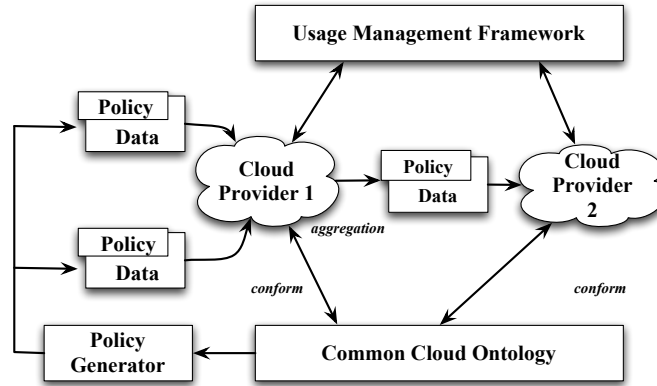 Usage Management Framework
Policy
Data
Cloud
Provider 1
Policy
Data
Cloud
Provider
2
aggregation
Policy
Data
conform
conform
Policy
Generator
Common Cloud Ontology